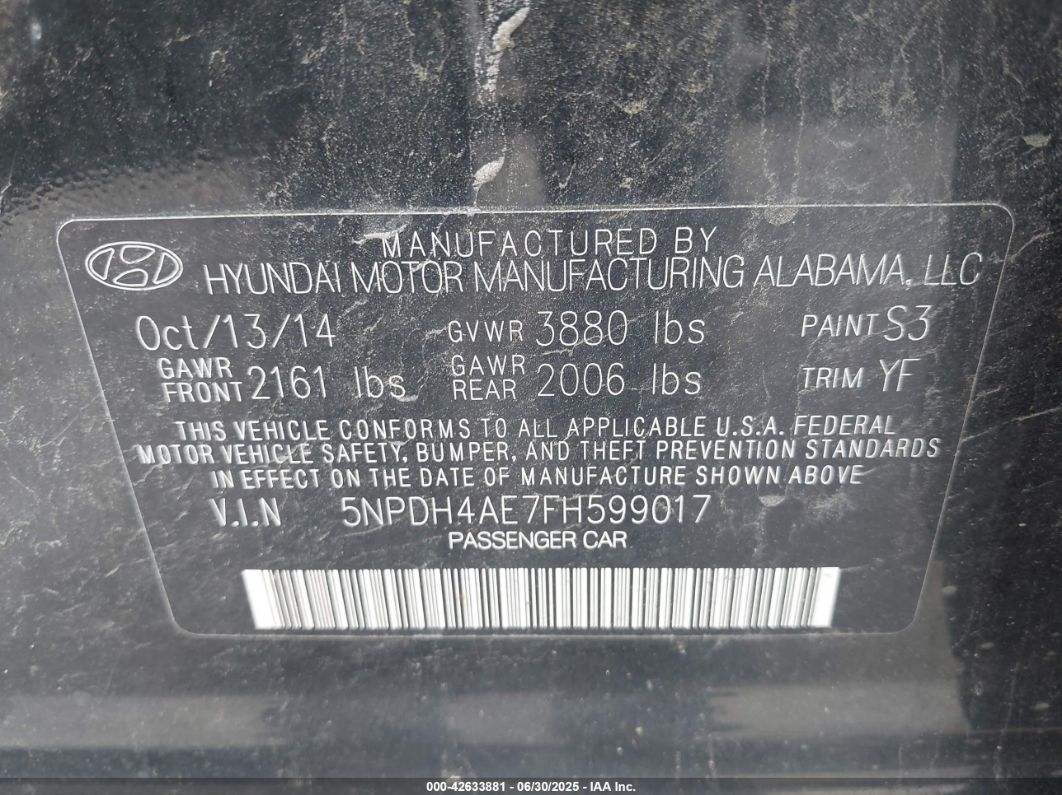 MANUFACTURED BY
HYUNDAI MOTOR MANUFACTURING ALABAMA, LLC
Oct/13/14 GVWR 3880 lbs PAINT S3
GAWR FRONT 2161 lbs GAWR REAR 2006 lbs TRIM YF
THIS VEHICLE CONFORMS TO ALL APPLICABLE U.S.A. FEDERAL
MOTOR VEHICLE SAFETY, BUMPER, AND THEFT PREVENTION STANDARDS
IN EFFECT ON THE DATE OF MANUFACTURE SHOWN ABOVE
V.I.N 5NPDH4AE7FH599017
PASSENGER CAR
000-42633881 - 06/30/2025 - IAA Inc.